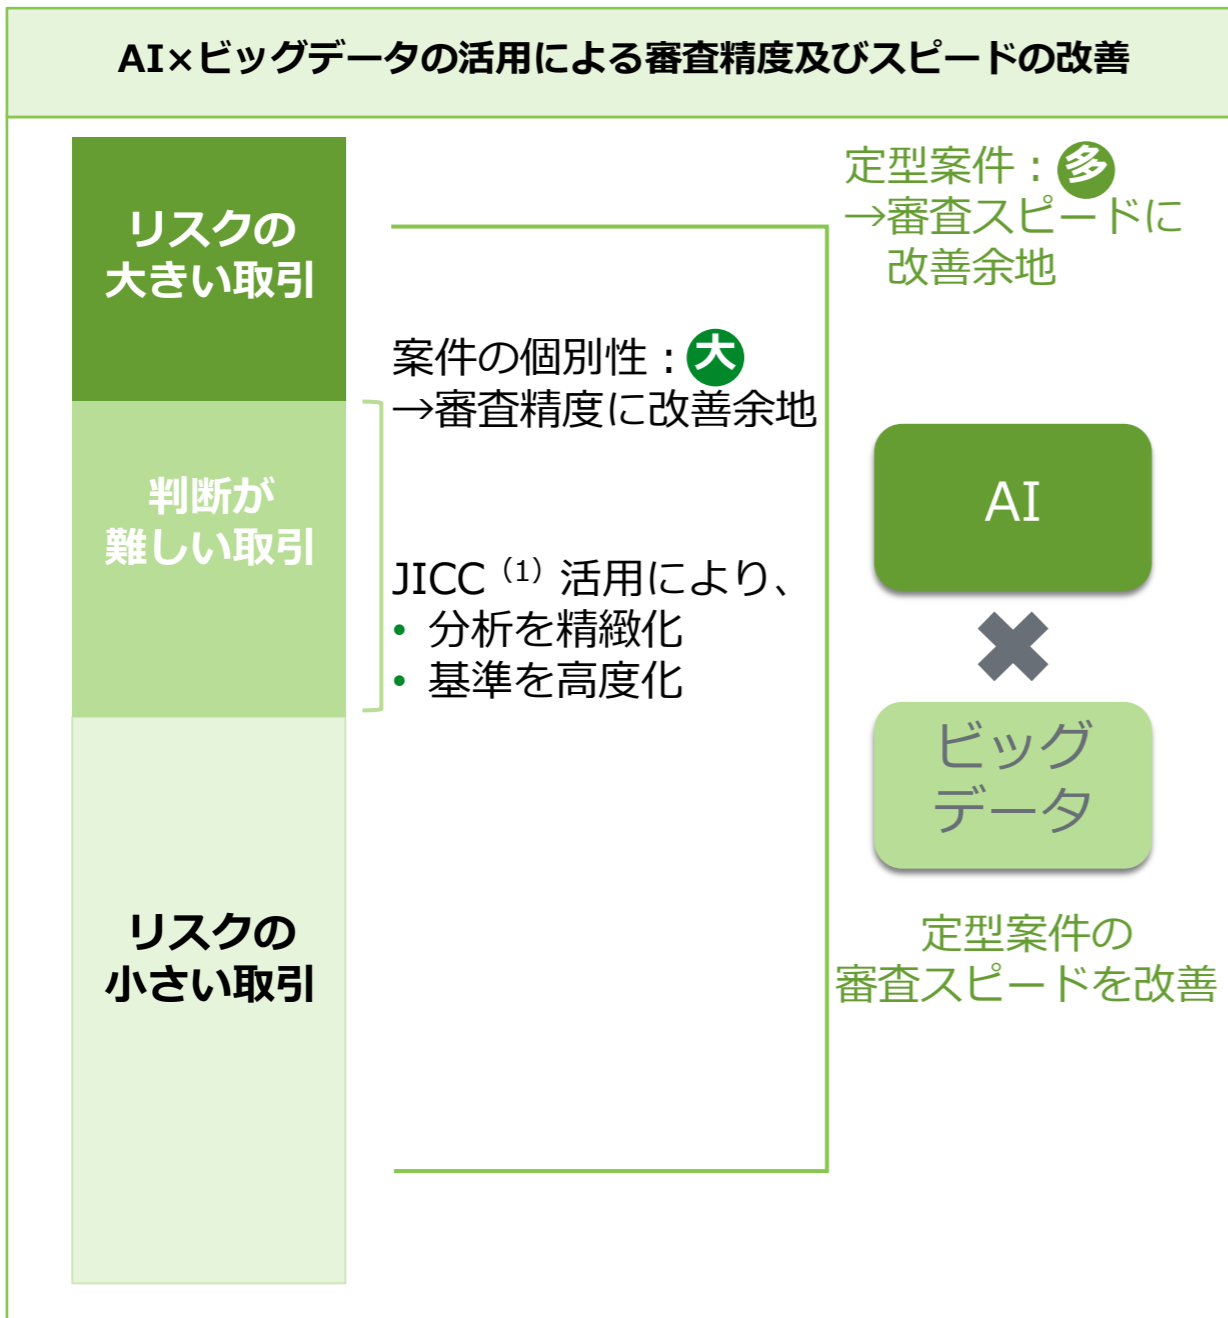 AI×ビッグデータの活用による審査精度及びスピードの改善
リスクの
大きい取引
判断が
難しい取引
リスクの
小さい取引
案件の個別性：大
→審査精度に改善余地
JICC（1）活用により、
• 分析を精緻化
• 基準を高度化
定型案件：多
→審査スピードに
改善余地
AI
✖
ビッグ
データ
定型案件の
審査スピードを改善